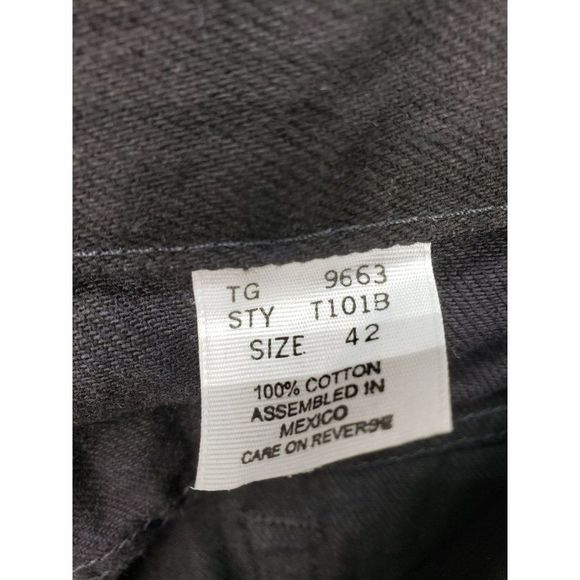 TG 9663
STY T101B
SIZE 42
100% COTTON
ASSEMBLED IN
MEXICO
CARE ON REVERSE